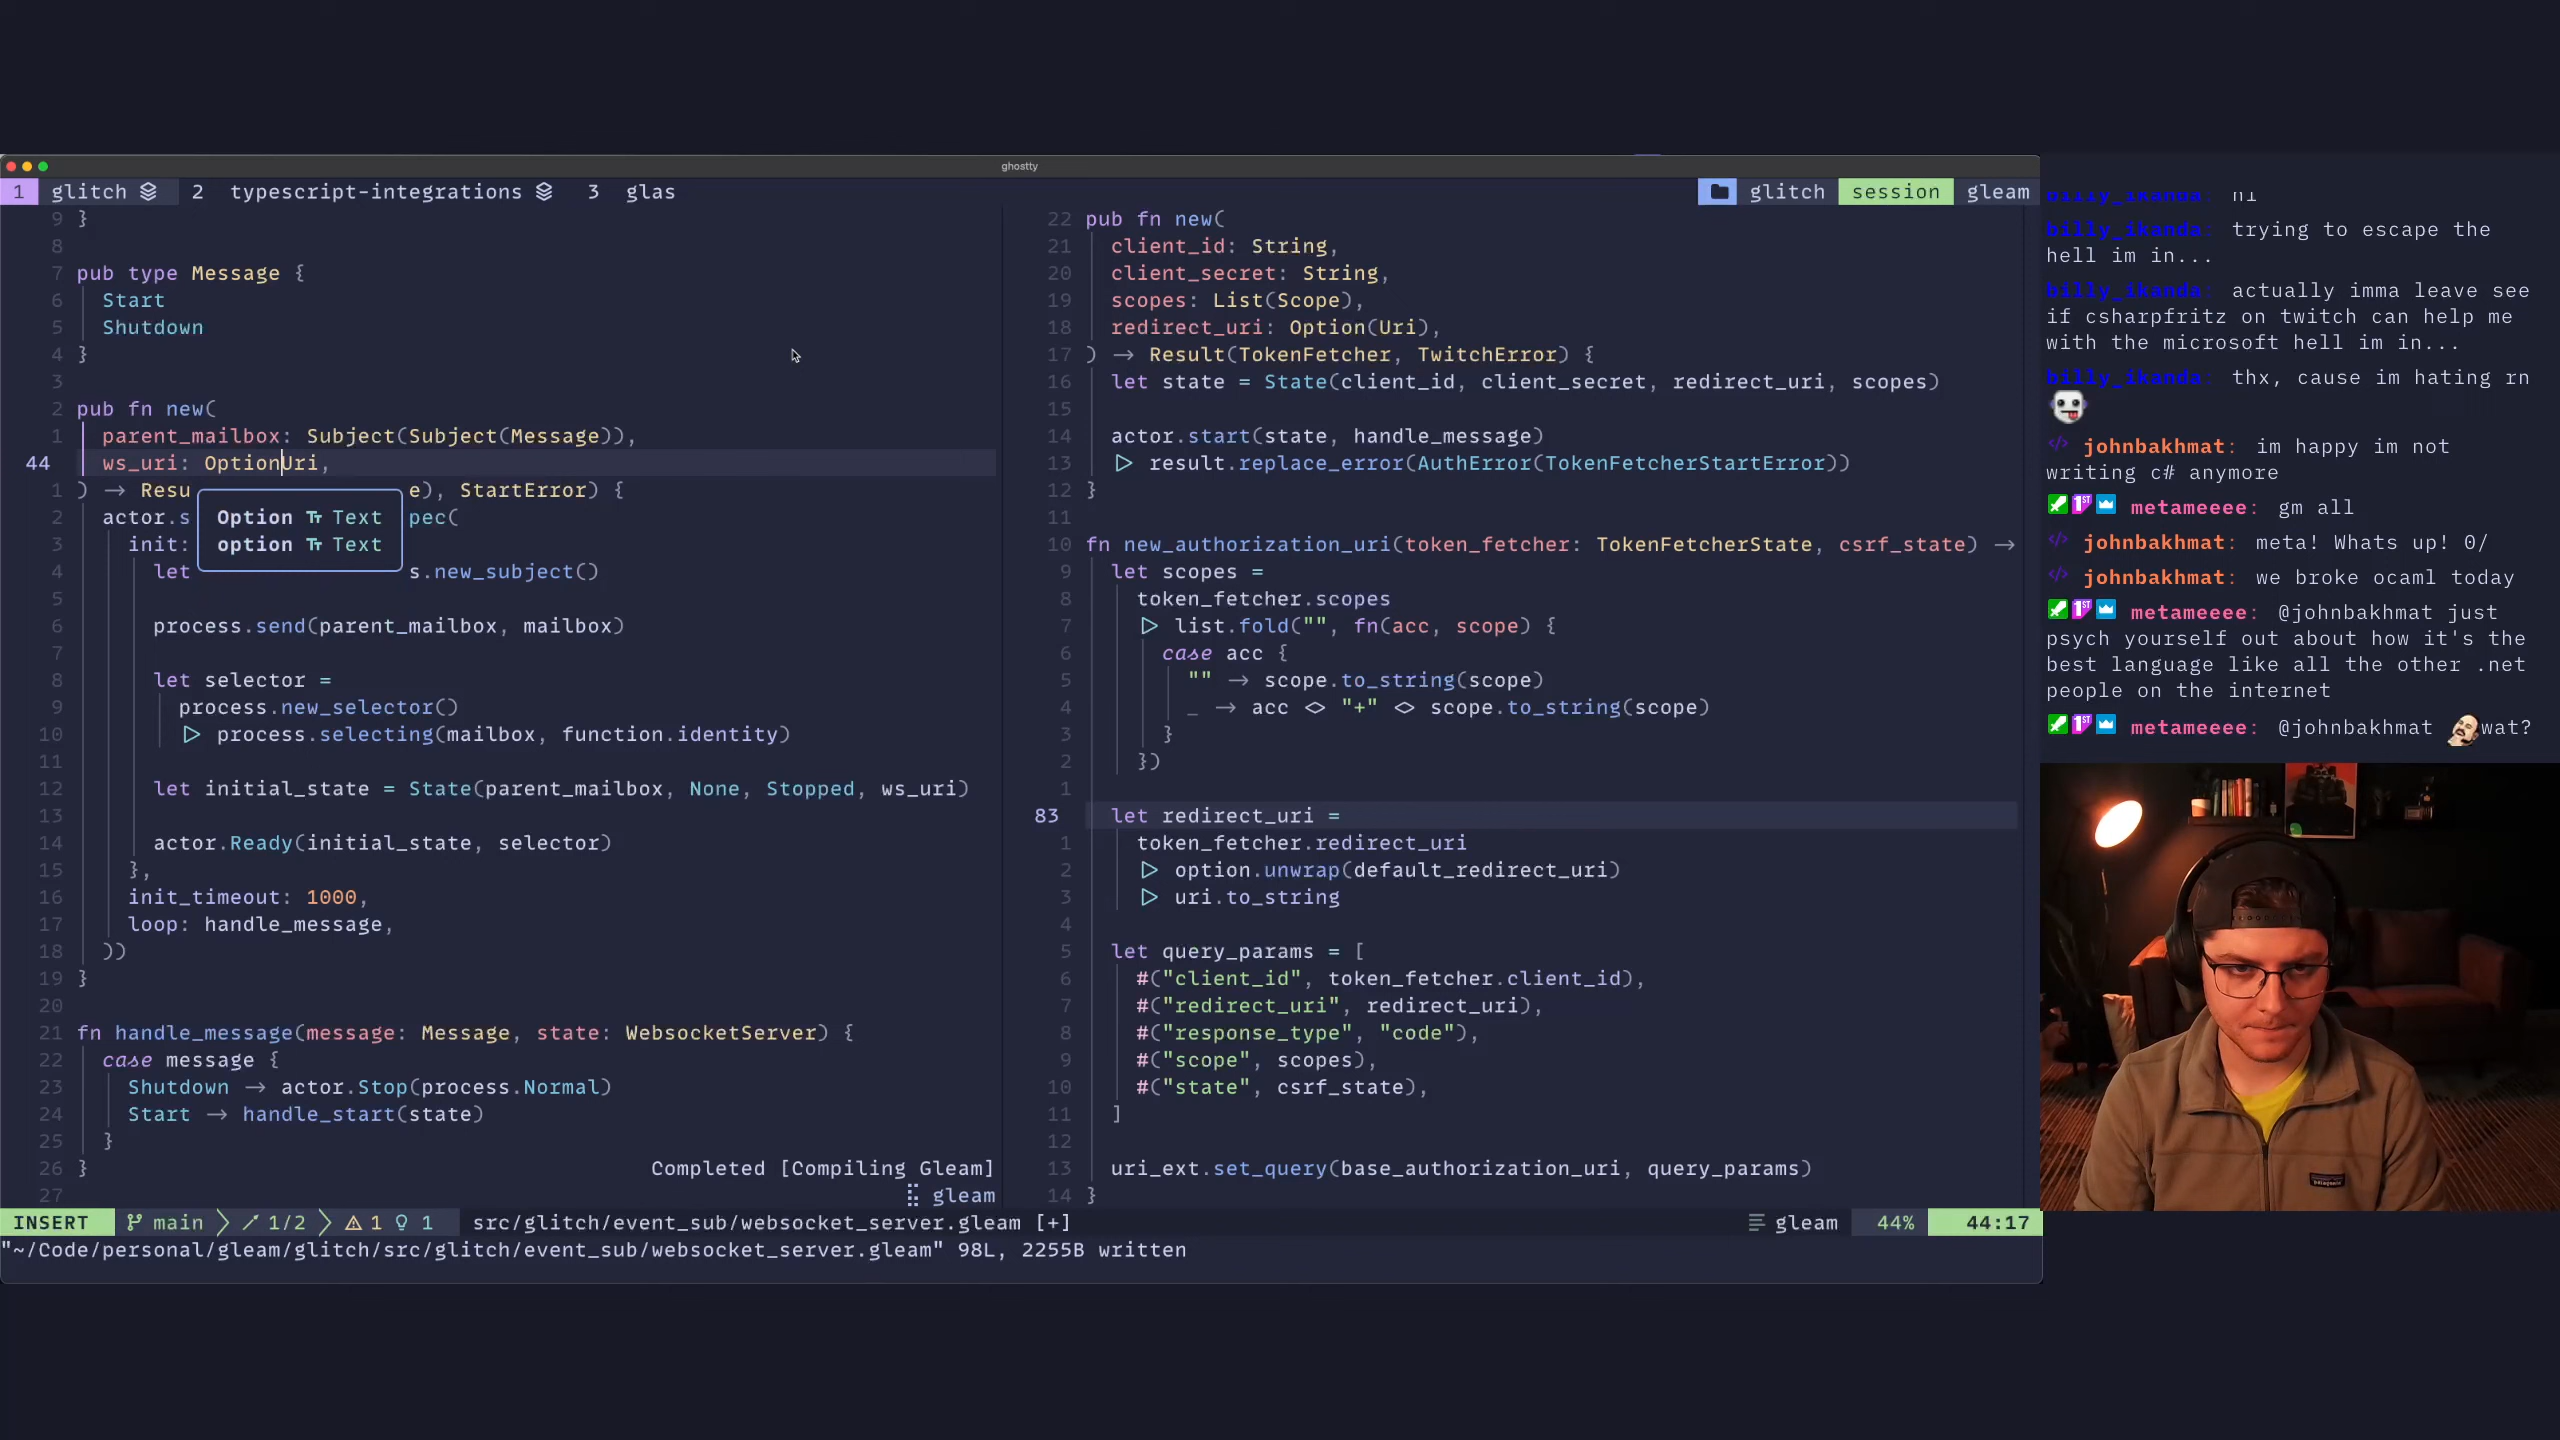 ghostty
1 glitch 2 typescript-integrations 3 glas
glitch session gleam
9 }
8
7 pub type Message {
6 Start
5 Shutdown
4 }
3
2 pub fn new(
1 parent_mailbox: Subject(Subject(Message)),
44 ws_uri: OptionUri,
1 ) → Resu e), StartError) {
2 actor.s pec(
3 init:
4 let s.new_subject()
5
6 process.send(parent_mailbox, mailbox)
7
8 let selector =
9 process.new_selector()
10 ▷ process.selecting(mailbox, function.identity)
11
12 let initial_state = State(parent_mailbox, None, Stopped, ws_uri)
13
14 actor.Ready(initial_state, selector)
15 },
16 init_timeout: 1000,
17 loop: handle_message,
18 ))
19 }
20
21 fn handle_message(message: Message, state: WebsocketServer) {
22 case message {
23 Shutdown → actor.Stop(process.Normal)
24 Start → handle_start(state)
25 }
26 }
27
Option Text
option Text
Completed [Compiling Gleam]
gleam
22 pub fn new(
21 client_id: String,
20 client_secret: String,
19 scopes: List(Scope),
18 redirect_uri: Option(Uri),
17 ) → Result(TokenFetcher, TwitchError) {
16 let state = State(client_id, client_secret, redirect_uri, scopes)
15
14 actor.start(state, handle_message)
13 ▷ result.replace_error(AuthError(TokenFetcherStartError))
12 }
11
10 fn new_authorization_uri(token_fetcher: TokenFetcherState, csrf_state) →
9 let scopes =
8 token_fetcher.scopes
7 ▷ list.fold("", fn(acc, scope) {
6 case acc {
5 "" → scope.to_string(scope)
4 _ → acc <> "+" <> scope.to_string(scope)
3 }
2 })
1
83 let redirect_uri =
1 token_fetcher.redirect_uri
2 ▷ option.unwrap(default_redirect_uri)
3 ▷ uri.to_string
4
5 let query_params = [
6 #("client_id", token_fetcher.client_id),
7 #("redirect_uri", redirect_uri),
8 #("response_type", "code"),
9 #("scope", scopes),
10 #("state", csrf_state),
11 ]
12
13 uri_ext.set_query(base_authorization_uri, query_params)
14 }
INSERT main 1/2 1 1 src/glitch/event_sub/websocket_server.gleam [+] gleam 44% 44:17
"~/Code/personal/gleam/glitch/src/glitch/event_sub/websocket_server.gleam" 98L, 2255B written
billy_ikanda: hi
billy_ikanda: trying to escape the
hell im in...
billy_ikanda: actually imma leave see
if csharpfritz on twitch can help me
with the microsoft hell im in...
billy_ikanda: thx, cause im hating rn
johnbakhmat: im happy im not
writing c# anymore
metameeee: gm all
johnbakhmat: meta! Whats up! 0/
johnbakhmat: we broke ocaml today
metameeee: @johnbakhmat just
psych yourself out about how it's the
best language like all the other .net
people on the internet
metameeee: @johnbakhmat wat?